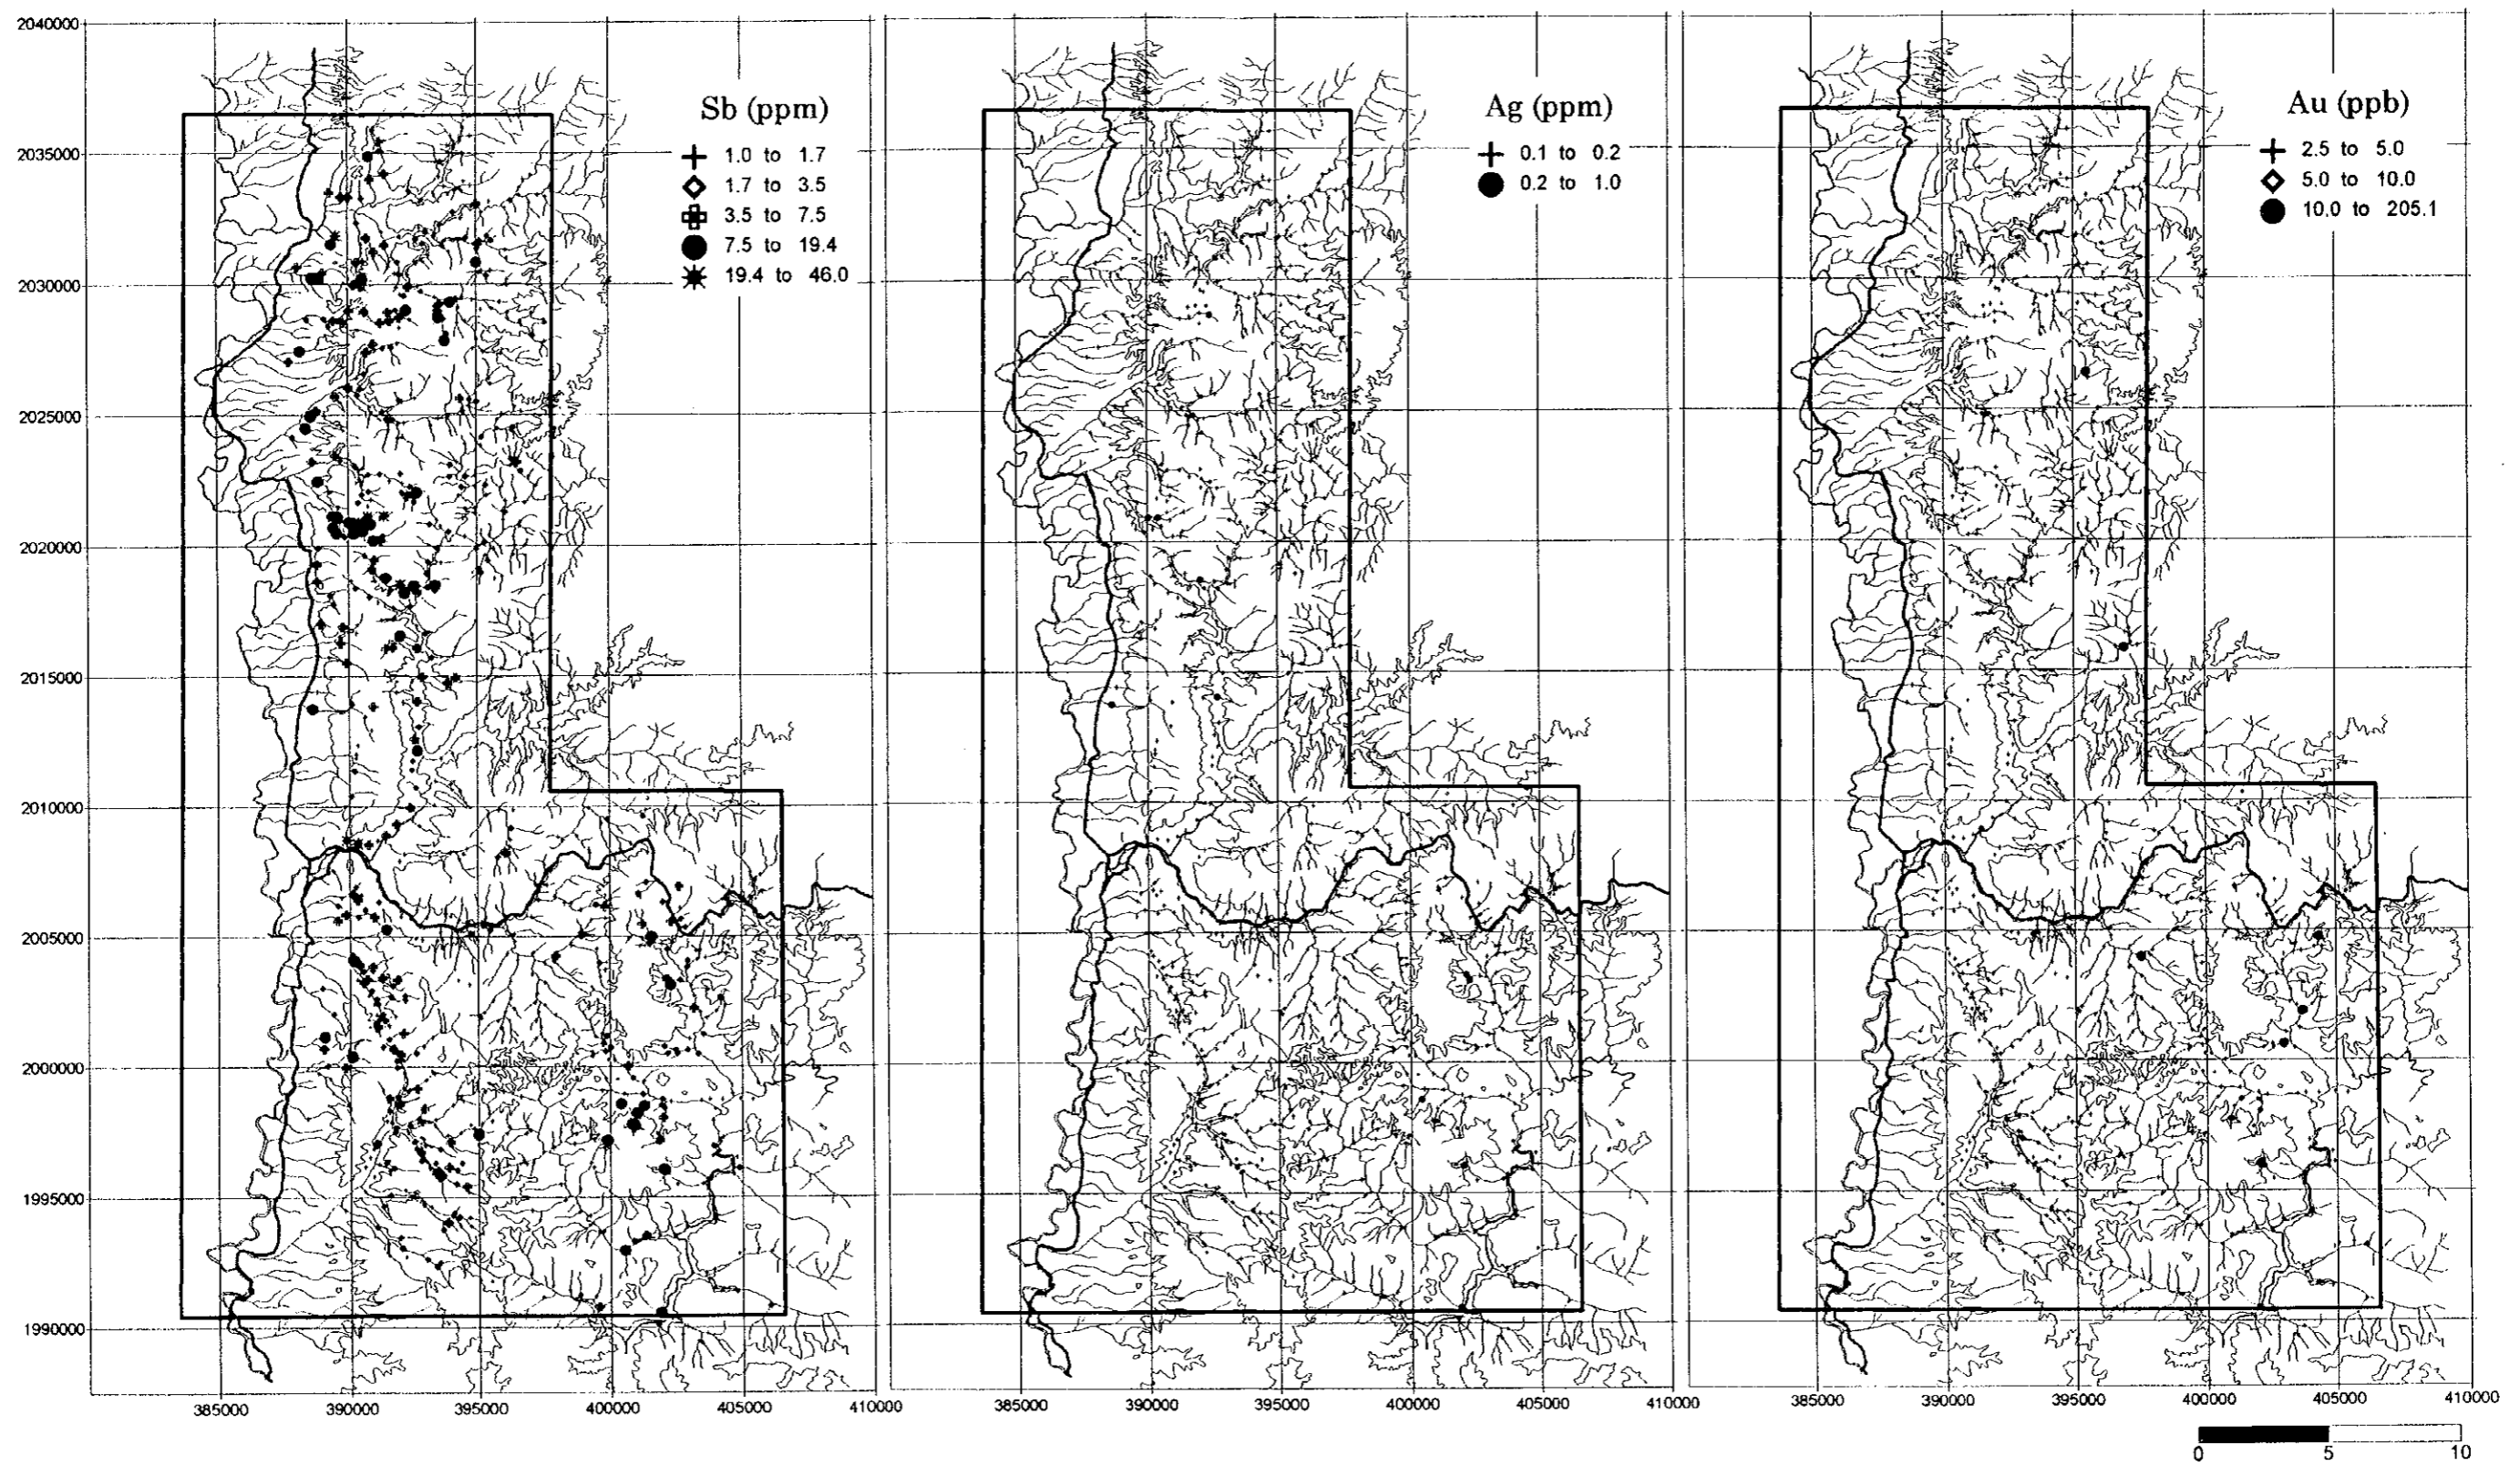 Sb (ppm)
1.0 to 1.7
1.7 to 3.5
3.5 to 7.5
7.5 to 19.4
19.4 to 46.0
Ag (ppm)
0.1 to 0.2
0.2 to 1.0
Au (ppb)
2.5 to 5.0
5.0 to 10.0
10.0 to 205.1
2040000
2035000
2030000
2025000
2020000
2015000
2010000
2005000
2000000
1995000
1990000
385000 390000 395000 400000 405000 410000
385000 390000 395000 400000 405000 410000
385000 390000 395000 400000 405000 410000
0 5 10